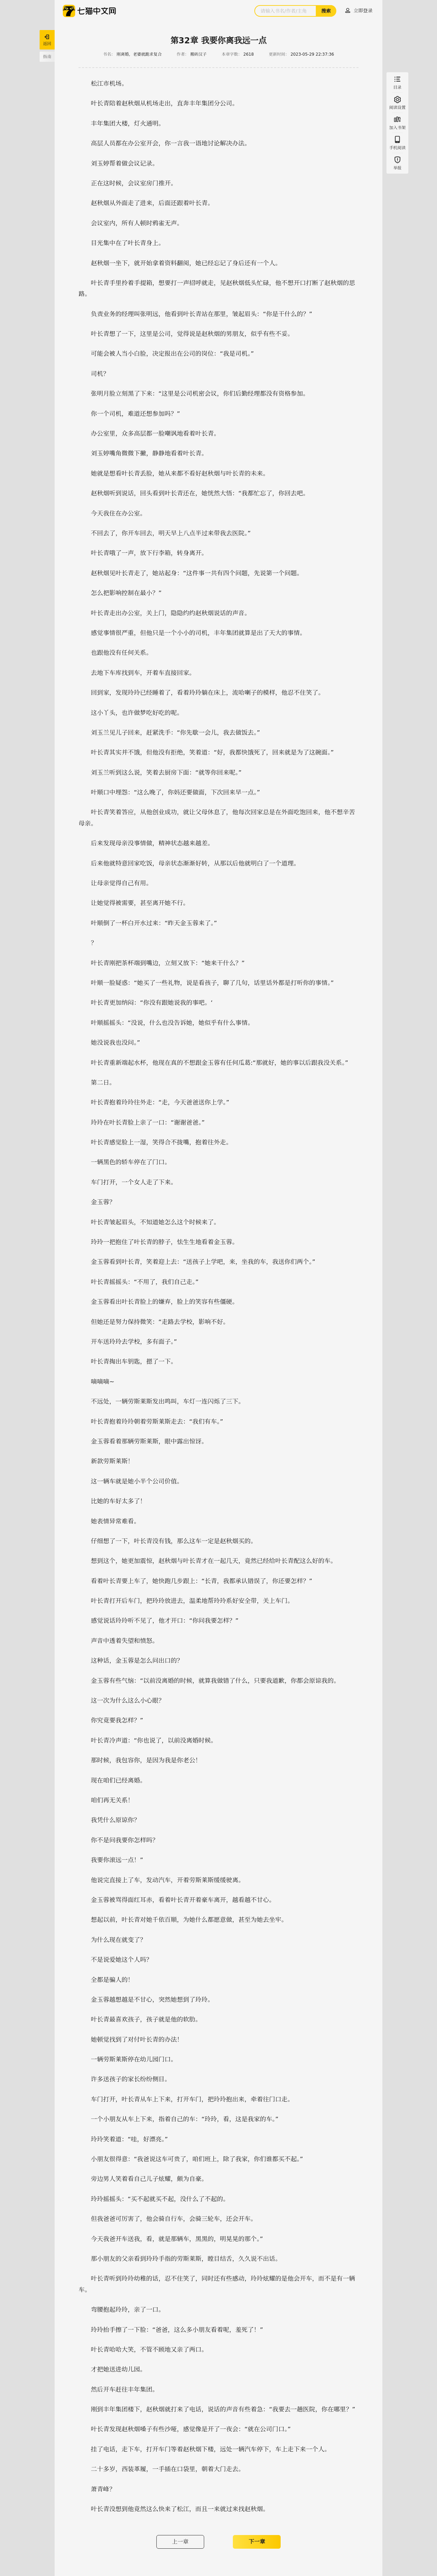 七猫中文网
请输入书名/作者/主角
搜索
立即登录
返回
书页
目录
阅读设置
加入书架
手机阅读
举报
第32章 我要你离我远一点
本章字数： 2018
更新时间： 2023-05-29 22:37:36
松江市机场。
叶长青陪着赵秋烟从机场走出，直奔丰年集团分公司。
丰年集团大楼，灯火通明。
高层人员都在办公室开会，你一言我一语地讨论解决办法。
刘玉婷帮着做会议记录。
正在这时候，会议室房门推开。
赵秋烟从外面走了进来，后面还跟着叶长青。
会议室内，所有人顿时鸦雀无声。
目光集中在了叶长青身上。
赵秋烟一坐下，就开始拿着资料翻阅，她已经忘记了身后还有一个人。
叶长青手里拎着手提箱，想要打一声招呼就走，见赵秋烟低头忙碌，他不想开口打断了赵秋烟的思
路。
负责业务的经理叫张明远，他看到叶长青站在那里，皱起眉头：“你是干什么的？”
叶长青想了一下，这里是公司，觉得说是赵秋烟的男朋友，似乎有些不妥。
可能会被人当小白脸，决定报出在公司的岗位：“我是司机。”
司机？
张明月脸立刻黑了下来：“这里是公司机密会议，你们后勤经理都没有资格参加。
你一个司机，难道还想参加吗？”
办公室里，众多高层都一脸嘲讽地看着叶长青。
刘玉婷嘴角微微下撇，静静地看着叶长青。
她就是想看叶长青丢脸，她从来都不看好赵秋烟与叶长青的未来。
赵秋烟听到说话，回头看到叶长青还在，她恍然大悟：“我都忙忘了，你回去吧。
今天我住在办公室。
不回去了，你开车回去，明天早上八点半过来带我去医院。”
叶长青哦了一声，放下行李箱，转身离开。
赵秋烟见叶长青走了，她站起身：“这件事一共有四个问题，先说第一个问题。
怎么把影响控制在最小？”
叶长青走出办公室，关上门，隐隐约约赵秋烟说话的声音。
感觉事情很严重，但他只是一个小小的司机，丰年集团就算是出了天大的事情。
也跟他没有任何关系。
去地下车库找到车，开着车直接回家。
回到家，发现玲玲已经睡着了，看着玲玲躺在床上，流哈喇子的模样，他忍不住笑了。
这小丫头，也许做梦吃好吃的呢。
刘玉兰见儿子回来，赶紧洗手：“你先歇一会儿，我去做饭去。”
叶长青其实并不饿，但他没有拒绝，笑着道：“好，我都快饿死了，回来就是为了这碗面。”
刘玉兰听到这么说，笑着去厨房下面：“就等你回来呢。”
叶顺口中埋怨：“这么晚了，你妈还要做面，下次回来早一点。”
叶长青笑着答应，从他创业成功，就让父母休息了，他每次回家总是在外面吃饱回来，他不想辛苦
母亲。
后来发现母亲没事情做，精神状态越来越差。
后来他就特意回家吃饭，母亲状态渐渐好转，从那以后他就明白了一个道理。
让母亲觉得自己有用。
让她觉得被需要，甚至离开她不行。
叶顺倒了一杯白开水过来：“昨天金玉蓉来了。”
？
叶长青刚把茶杯端到嘴边，立刻又放下：“她来干什么？”
叶顺一脸疑惑：“她买了一些礼物，说是看孩子，聊了几句，话里话外都是打听你的事情。”
叶长青更加纳闷：“你没有跟她说我的事吧。’
叶顺摇摇头：“没说，什么也没告诉她，她似乎有什么事情。
她没说我也没问。”
叶长青重新端起水杯，他现在真的不想跟金玉蓉有任何瓜葛:“那就好，她的事以后跟我没关系。”
第二日。
叶长青抱着玲玲往外走：“走，今天爸爸送你上学。”
玲玲在叶长青脸上亲了一口：“谢谢爸爸。”
叶长青感觉脸上一湿，笑得合不拢嘴，抱着往外走。
一辆黑色的轿车停在了门口。
车门打开，一个女人走了下来。
金玉蓉？
叶长青皱起眉头，不知道她怎么这个时候来了。
玲玲一把抱住了叶长青的脖子，怯生生地看着金玉蓉。
金玉蓉看到叶长青，笑着迎上去：“送孩子上学吧，来，坐我的车，我送你们两个。”
叶长青摇摇头：“不用了，我们自己走。”
金玉蓉看出叶长青脸上的嫌弃，脸上的笑容有些僵硬。
但她还是努力保持微笑：“走路去学校，影响不好。
开车送玲玲去学校，多有面子。”
叶长青掏出车钥匙，摁了一下。
嘀嘀嘀~
不远处，一辆劳斯莱斯发出鸣叫，车灯一连闪烁了三下。
叶长青抱着玲玲朝着劳斯莱斯走去：“我们有车。”
金玉蓉看着那辆劳斯莱斯，眼中露出惊讶。
新款劳斯莱斯！
这一辆车就是她小半个公司价值。
比她的车好太多了！
她表情异常难看。
仔细想了一下，叶长青没有钱，那么这车一定是赵秋烟买的。
想到这个，她更加震惊，赵秋烟与叶长青才在一起几天，竟然已经给叶长青配这么好的车。
看着叶长青要上车了，她快跑几步跟上：“长青，我都承认错误了，你还要怎样？”
叶长青打开后车门，把玲玲放进去，温柔地帮玲玲系好安全带，关上车门。
感觉说话玲玲听不见了，他才开口：“你问我要怎样？”
声音中透着失望和愤怒。
这种话，金玉蓉是怎么问出口的？
金玉蓉有些气恼：“以前没离婚的时候，就算我做错了什么，只要我道歉，你都会原谅我的。
这一次为什么这么小心眼？
你究竟要我怎样？”
叶长青冷声道：“你也说了，以前没离婚时候。
那时候，我包容你，是因为我是你老公！
现在咱们已经离婚。
咱们再无关系！
我凭什么原谅你？
你不是问我要你怎样吗？
我要你滚远一点！”
他说完直接上了车，发动汽车，开着劳斯莱斯缓缓驶离。
金玉蓉被骂得面红耳赤，看着叶长青开着豪车离开，越看越不甘心。
想起以前，叶长青对她千依百顺，为她什么都愿意做，甚至为她去坐牢。
为什么现在就变了？
不是说爱她这个人吗？
全都是骗人的！
金玉蓉越想越是不甘心，突然她想到了玲玲。
叶长青最喜欢孩子，孩子就是他的软肋。
她顿觉找到了对付叶长青的办法！
一辆劳斯莱斯停在幼儿园门口。
许多送孩子的家长纷纷侧目。
车门打开，叶长青从车上下来，打开车门，把玲玲抱出来，牵着往门口走。
一个小朋友从车上下来，指着自己的车：“玲玲，看，这是我家的车。”
玲玲笑着道：“哇，好漂亮。”
小朋友很得意：“我爸说这车可贵了，咱们班上，除了我家，你们谁都买不起。”
旁边男人笑着看自己儿子炫耀，颇为自豪。
玲玲摇摇头：“买不起就买不起，没什么了不起的。
但我爸爸可厉害了，他会骑自行车，会骑三轮车，还会开车。
今天我爸开车送我，看，就是那辆车，黑黑的，明晃晃的那个。”
那小朋友的父亲看到玲玲手指的劳斯莱斯，瞠目结舌，久久说不出话。
叶长青听到玲玲幼稚的话，忍不住笑了，同时还有些感动，玲玲炫耀的是他会开车，而不是有一辆
车。
弯腰抱起玲玲，亲了一口。
玲玲抬手擦了一下脸：“爸爸，这么多小朋友看着呢，羞死了！”
叶长青哈哈大笑，不管不顾地又亲了两口。
才把她送进幼儿园。
然后开车赶往丰年集团。
刚到丰年集团楼下，赵秋烟就打来了电话，说话的声音有些着急：“我要去一趟医院，你在哪里？”
叶长青发现赵秋烟嗓子有些沙哑，感觉像是开了一夜会：“就在公司门口。”
挂了电话，走下车，打开车门等着赵秋烟下楼，远处一辆汽车停下，车上走下来一个人。
二十多岁，西装革履，一手插在口袋里，朝着大门走去。
萧青峰？
叶长青没想到他竟然这么快来了松江，而且一来就过来找赵秋烟。
上一章
下一章